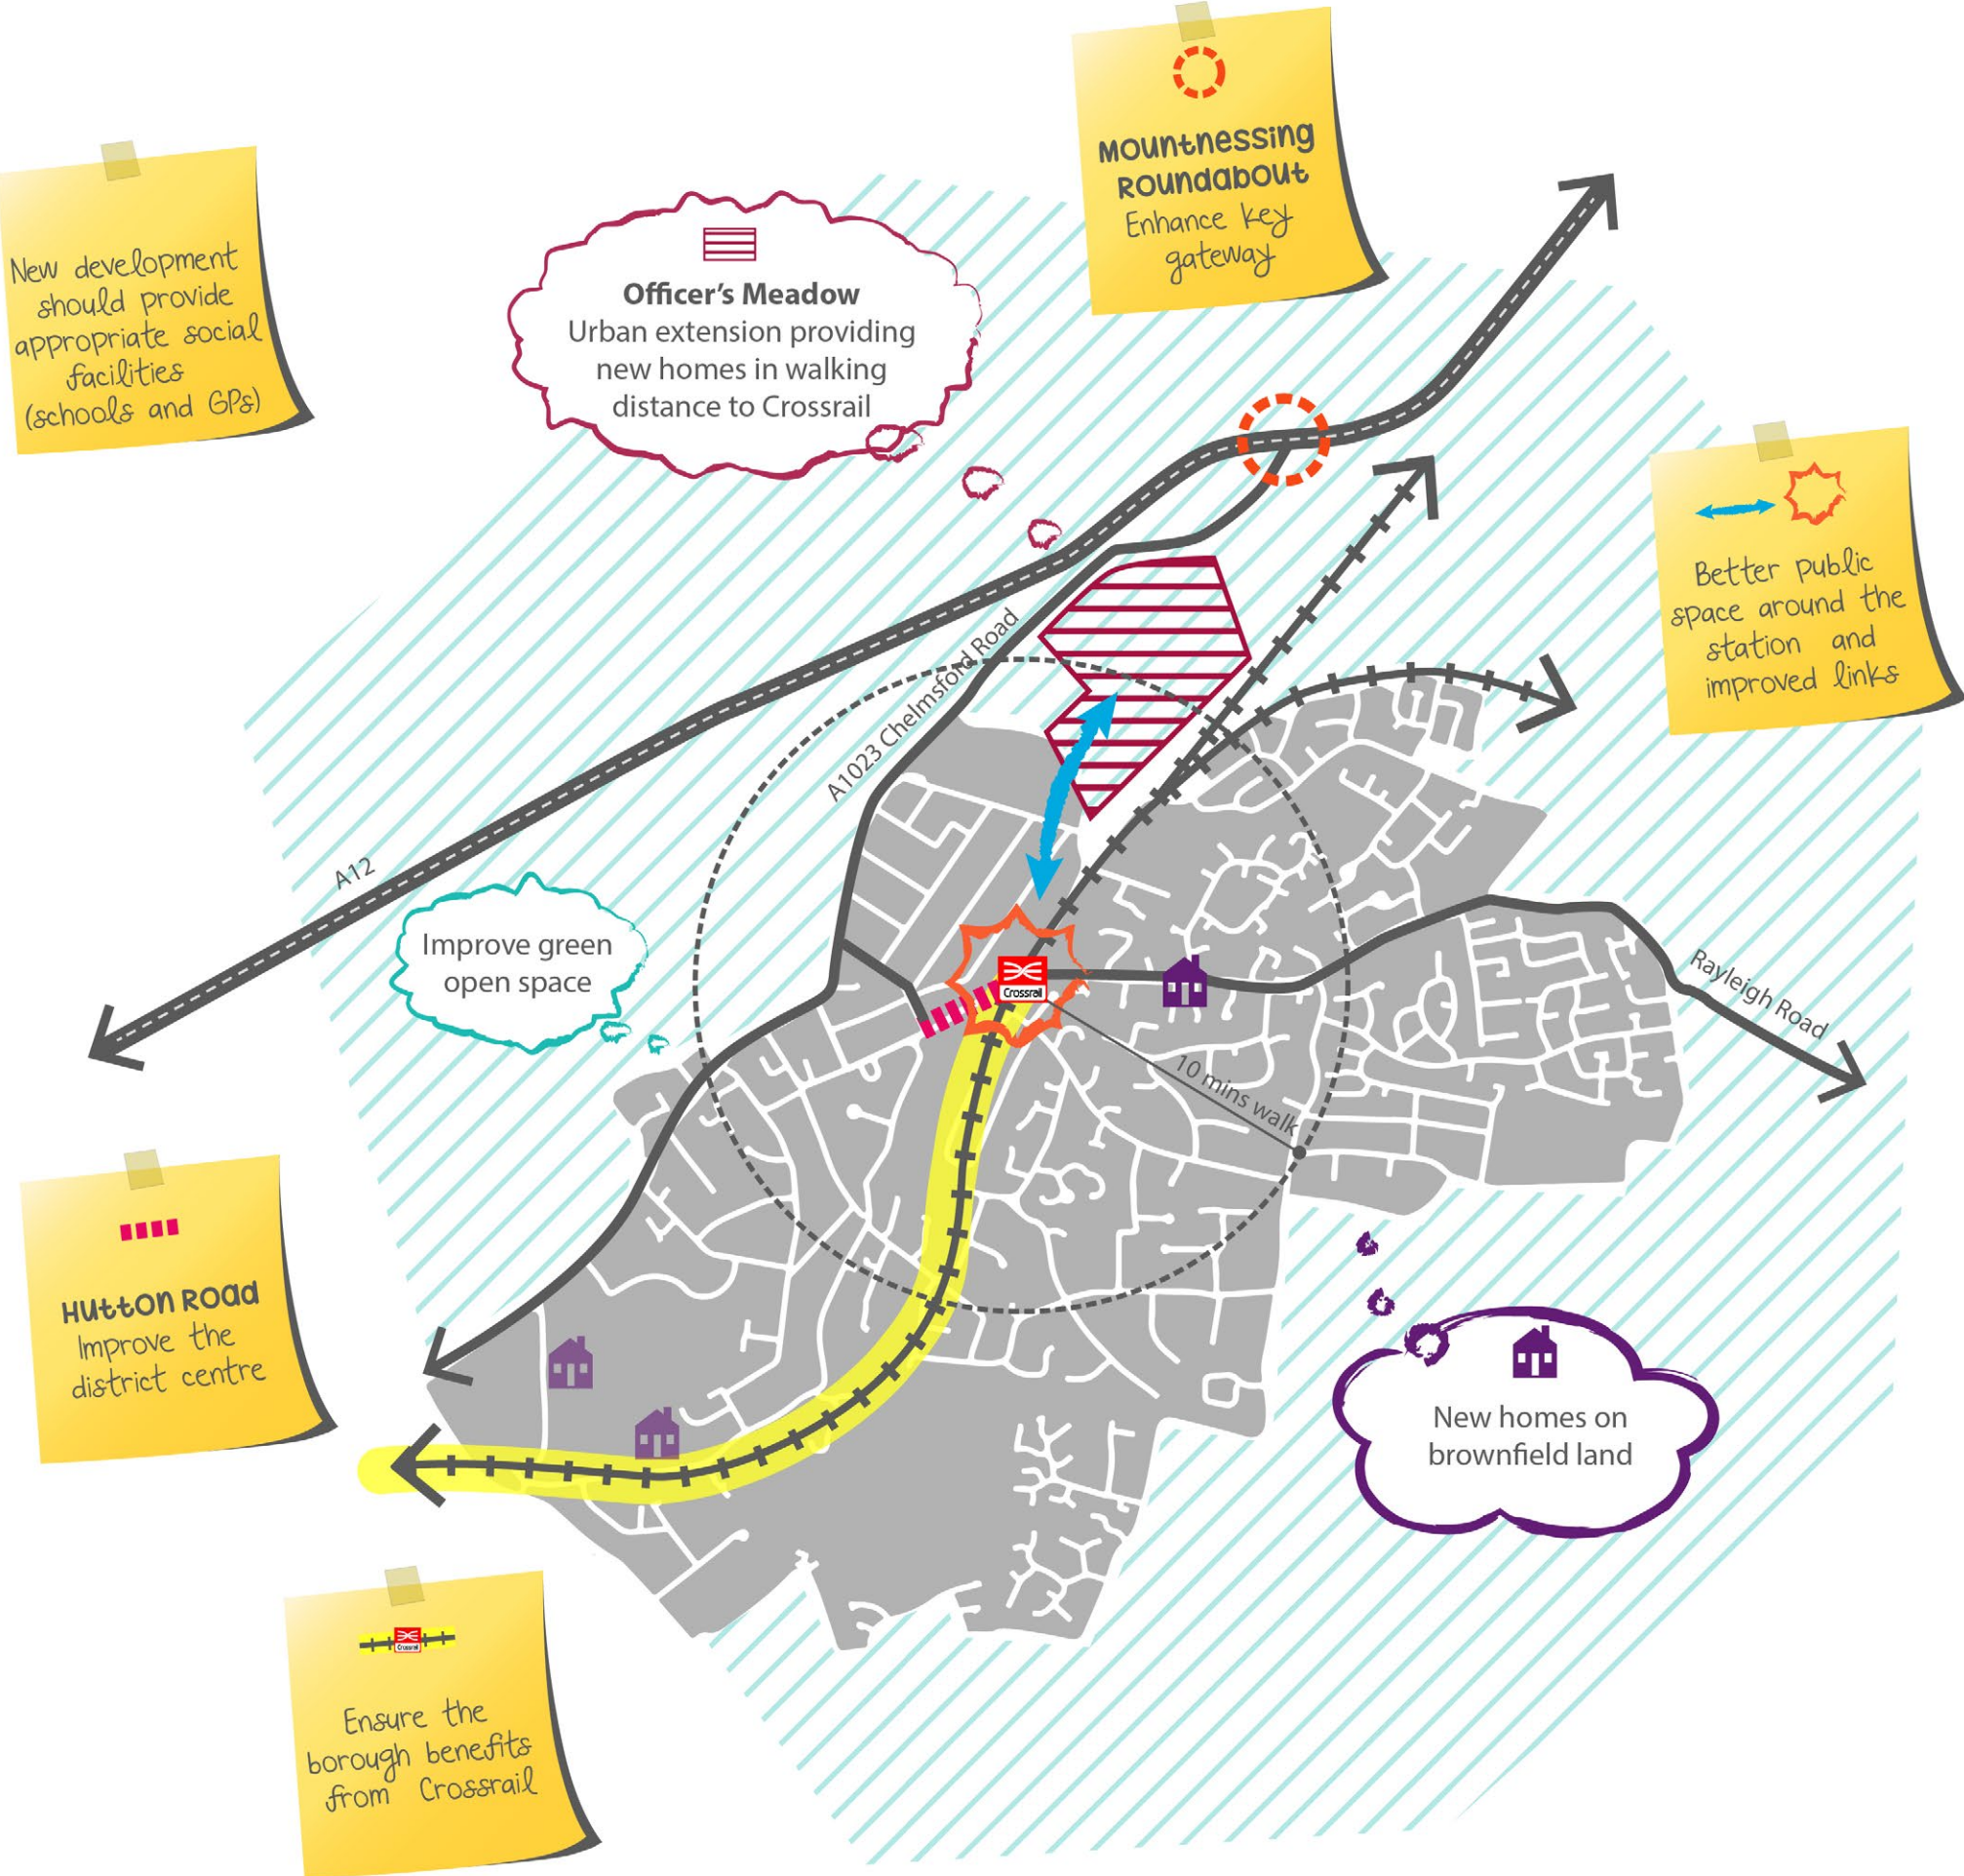 Mountnessing
Roundabout
Enhance key
gateway
New development
should provide
appropriate social
facilities
(schools and GPs)
Officer's Meadow
Urban extension providing
new homes in walking
distance to Crossrail
Better public
space around the
station and
improved links
A1023 Chelmsford Road
A12
Improve green
open space
Crossrail
Rayleigh Road
10 mins walk
Hutton Road
Improve the
district centre
New homes on
brownfield land
Crossrail
Ensure the
borough benefits
from Crossrail